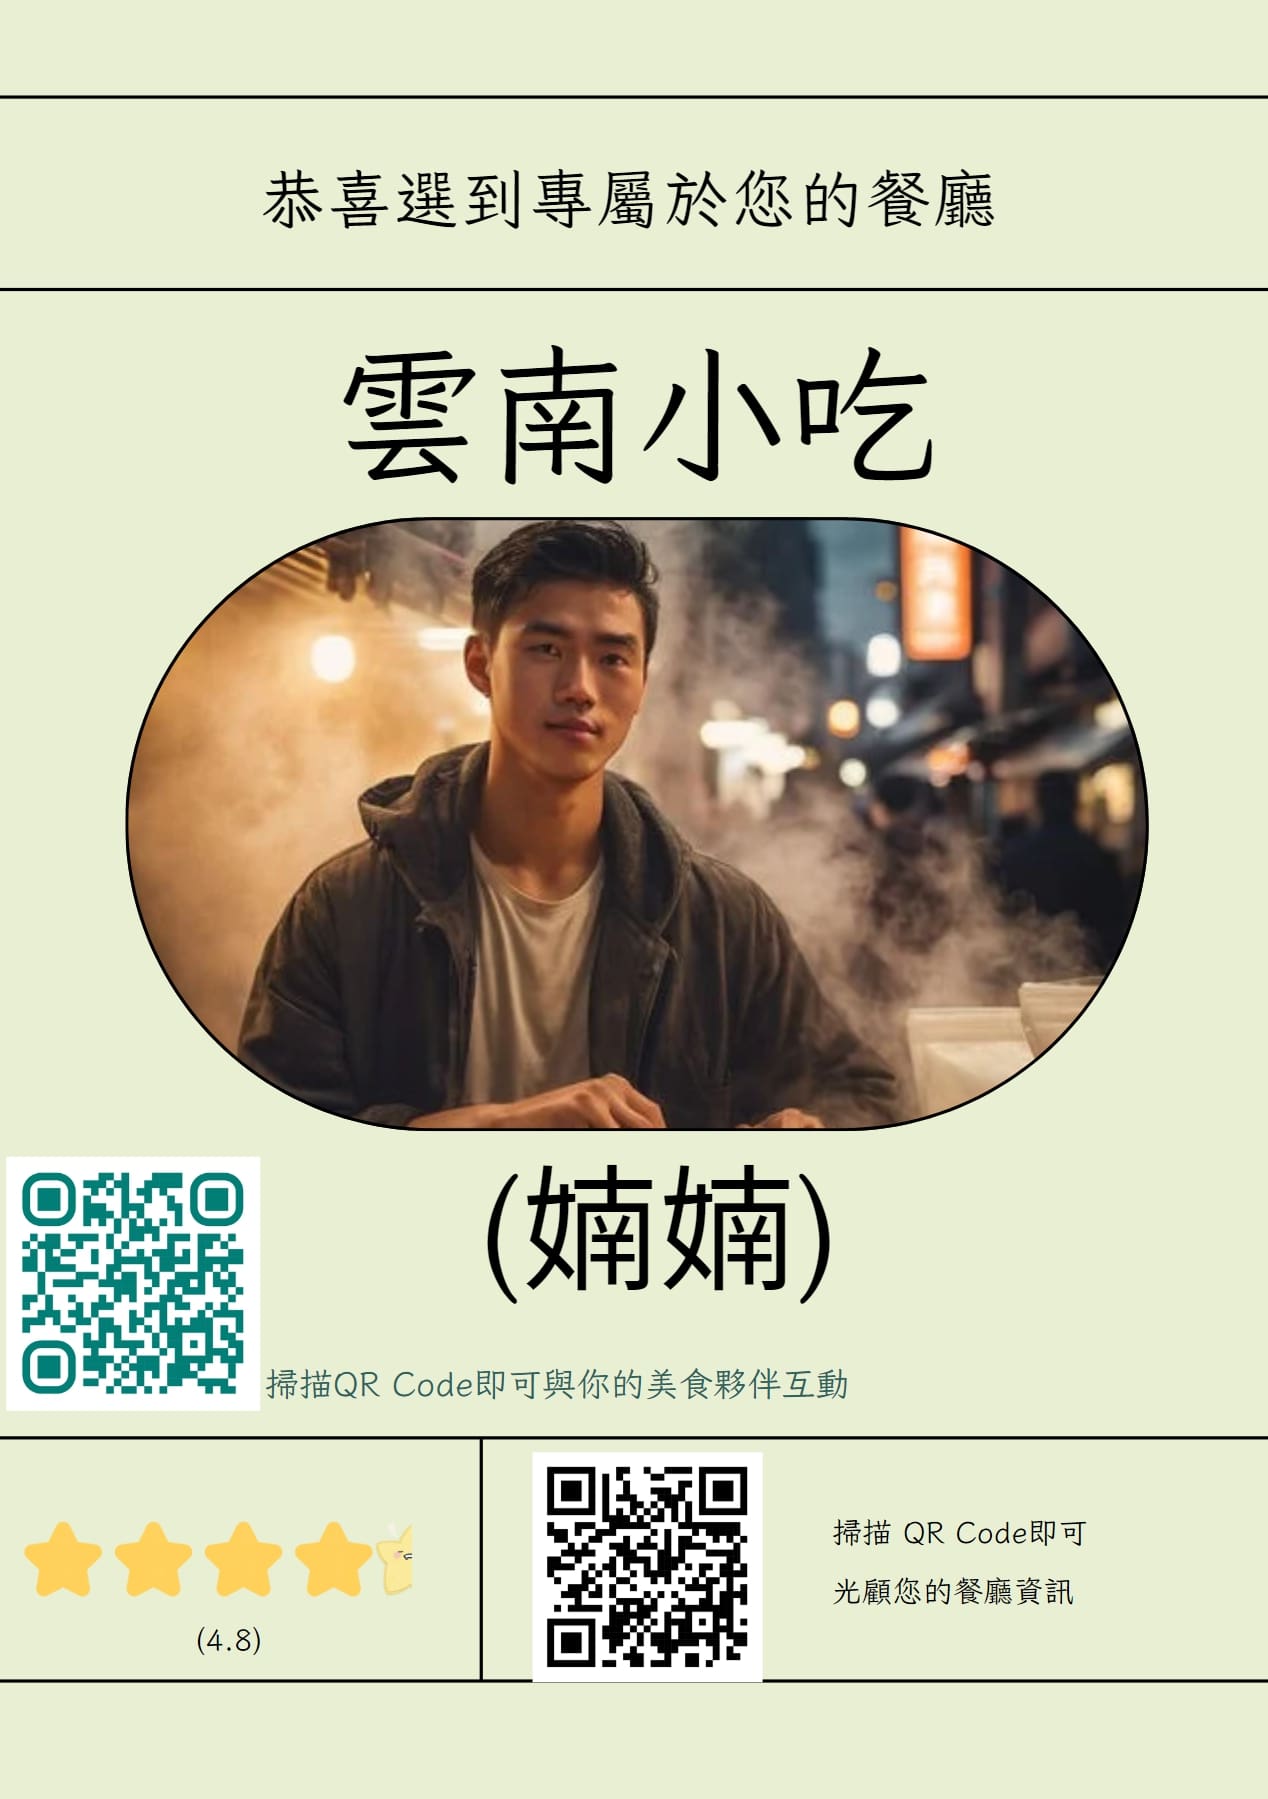 恭喜選到專屬於您的餐廳
雲南小吃
(婻婻)
掃描QR Code即可與你的美食夥伴互動
(4.8)
掃描 QR Code即可
光顧您的餐廳資訊